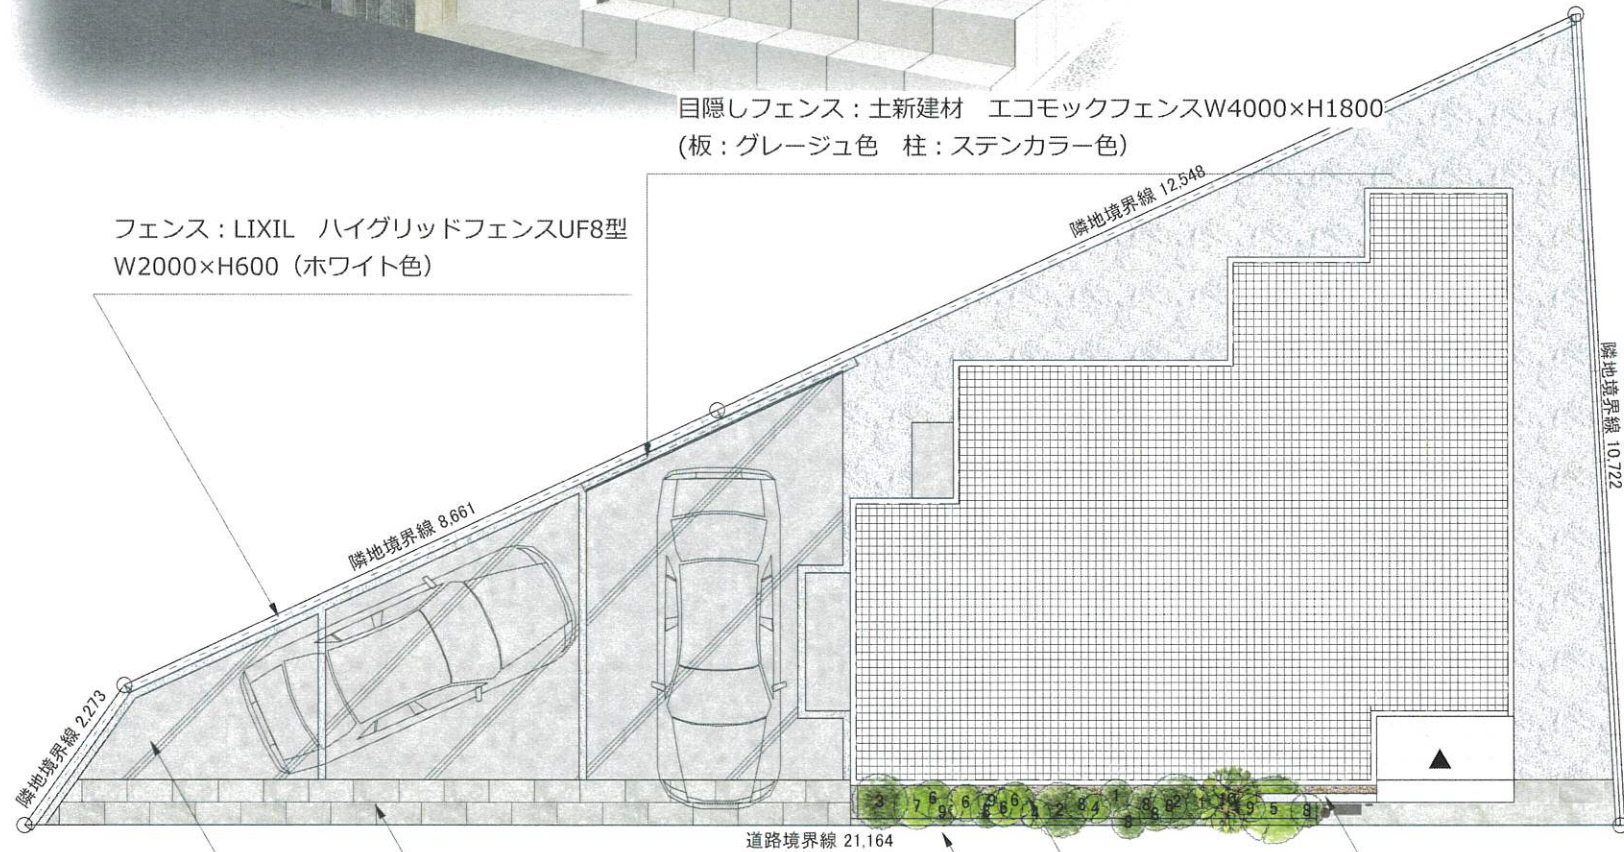 目隠しフェンス：土新建材　エコモックフェンスW4000×H1800
(板：グレージュ色　柱：ステンカラー色)
フェンス：LIXIL　ハイグリッドフェンスUF8型
W2000×H600（ホワイト色）
隣地境界線 12,548
隣地境界線 10,722
隣地境界線 8,661
隣地境界線 2,273
道路境界線 21,164